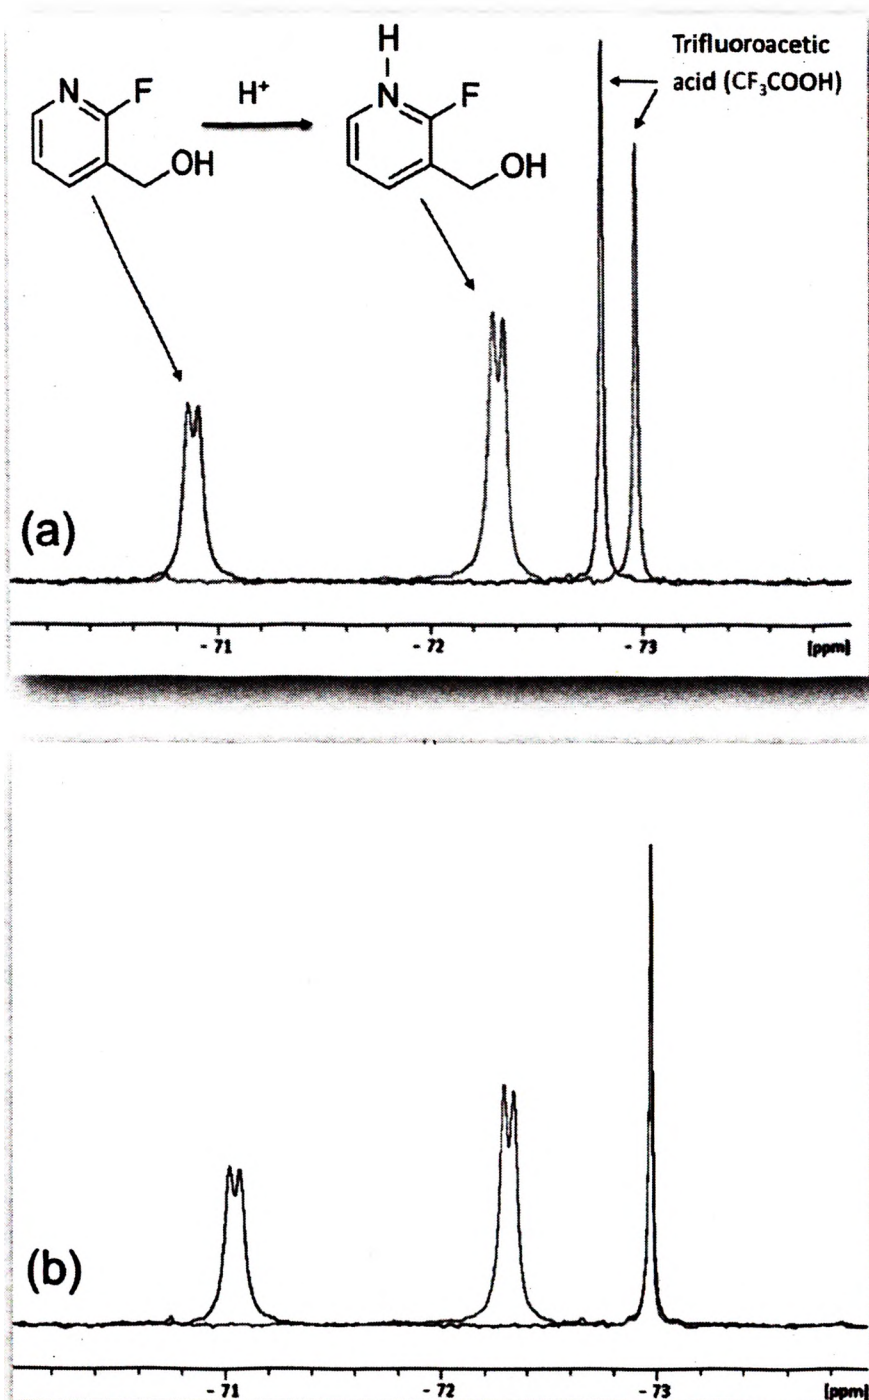 H
N
F
OH
H⁺
N
F
OH
Trifluoroacetic
acid (CF₃COOH)
(a)
- 71
- 72
- 73
[ppm]
(b)
- 71
- 72
- 73
[ppm]